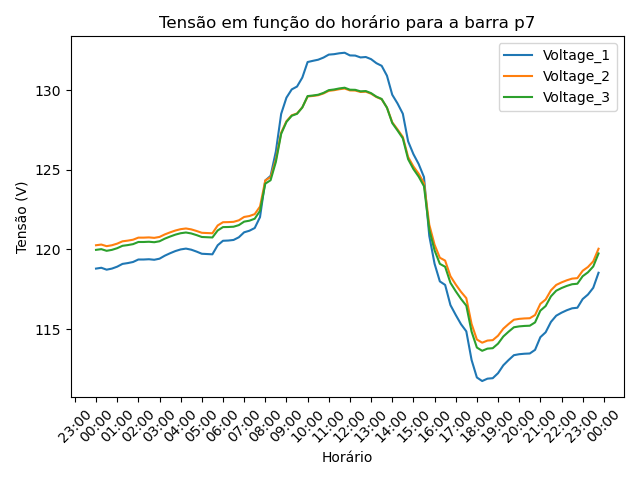 Tensão em função do horário para a barra p7
Voltage_1
Voltage_2
Voltage_3
Tensão (V)
130
125
120
115
23:00 00:00 01:00 02:00 03:00 04:00 05:00 06:00 07:00 08:00 09:00 10:00 11:00 12:00 13:00 14:00 15:00 16:00 17:00 18:00 19:00 20:00 21:00 22:00 23:00 00:00
Horário